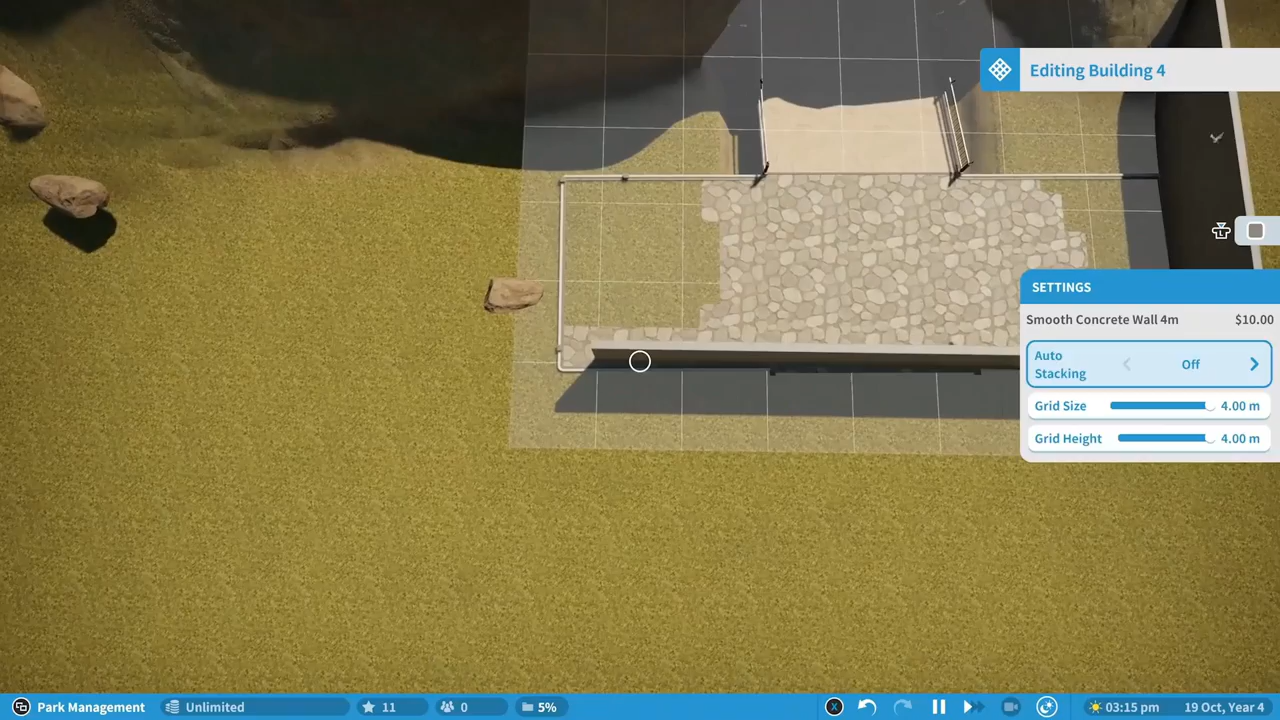 Editing Building 4
L
SETTINGS
Smooth Concrete Wall 4m $10.00
Auto Stacking Off
Grid Size 4.00 m
Grid Height 4.00 m
Park Management Unlimited 11 0 5% X 03:15 pm 19 Oct, Year 4